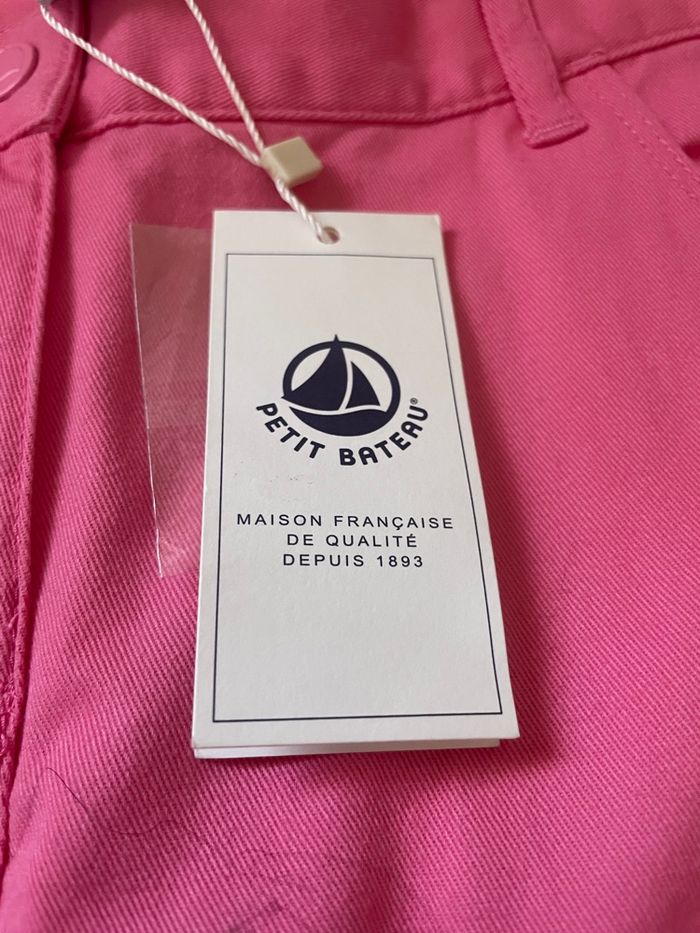 PETIT BATEAU®
MAISON FRANÇAISE
DE QUALITÉ
DEPUIS 1893